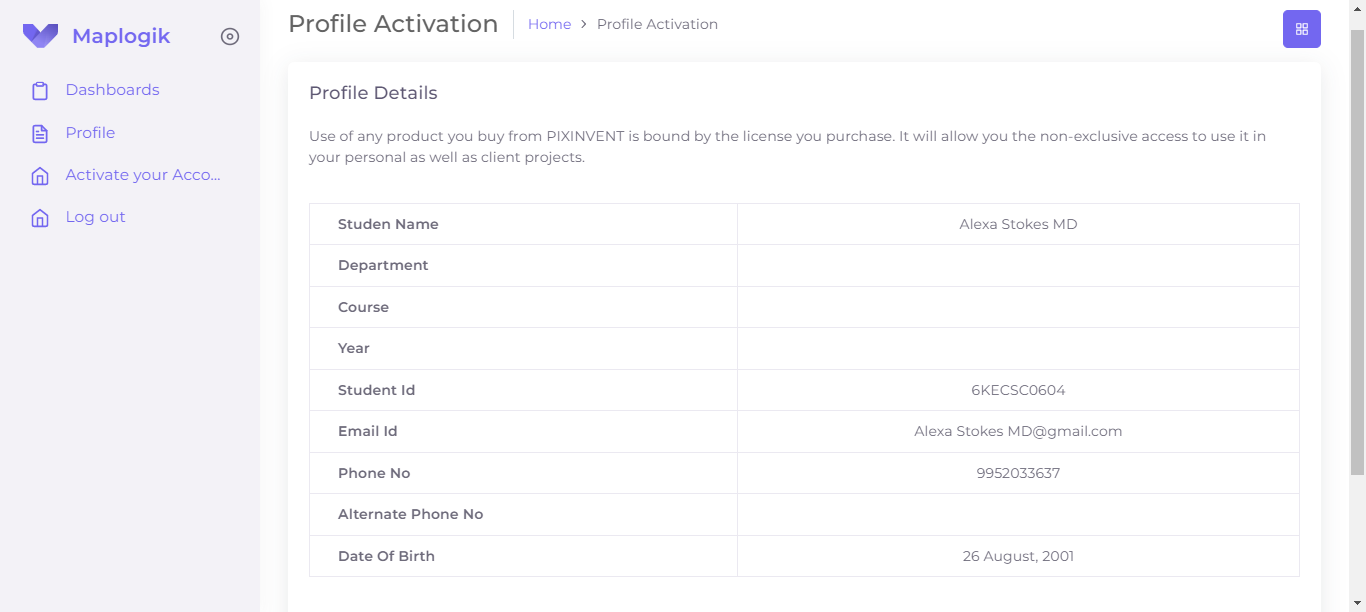 Maplogik
Dashboards
Profile
Activate your Acco...
Log out
Profile Activation
Home > Profile Activation
Profile Details
Use of any product you buy from PIXINVENT is bound by the license you purchase. It will allow you the non-exclusive access to use it in
your personal as well as client projects.
Studen Name Alexa Stokes MD
Department
Course
Year
Student Id 6KECSC0604
Email Id Alexa Stokes MD@gmail.com
Phone No 9952033637
Alternate Phone No
Date Of Birth 26 August, 2001